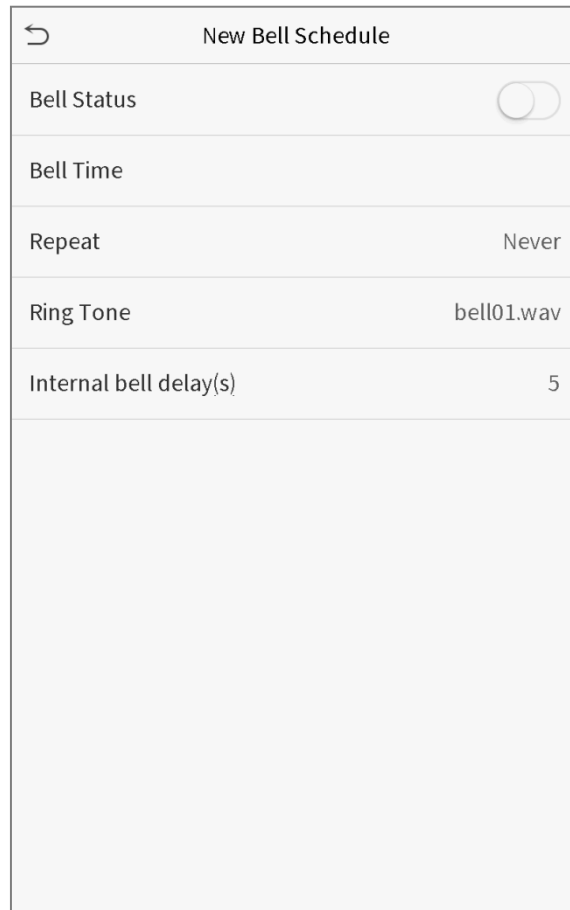 New Bell Schedule
Bell Status
Bell Time
Repeat Never
Ring Tone bell01.wav
Internal bell delay(s) 5